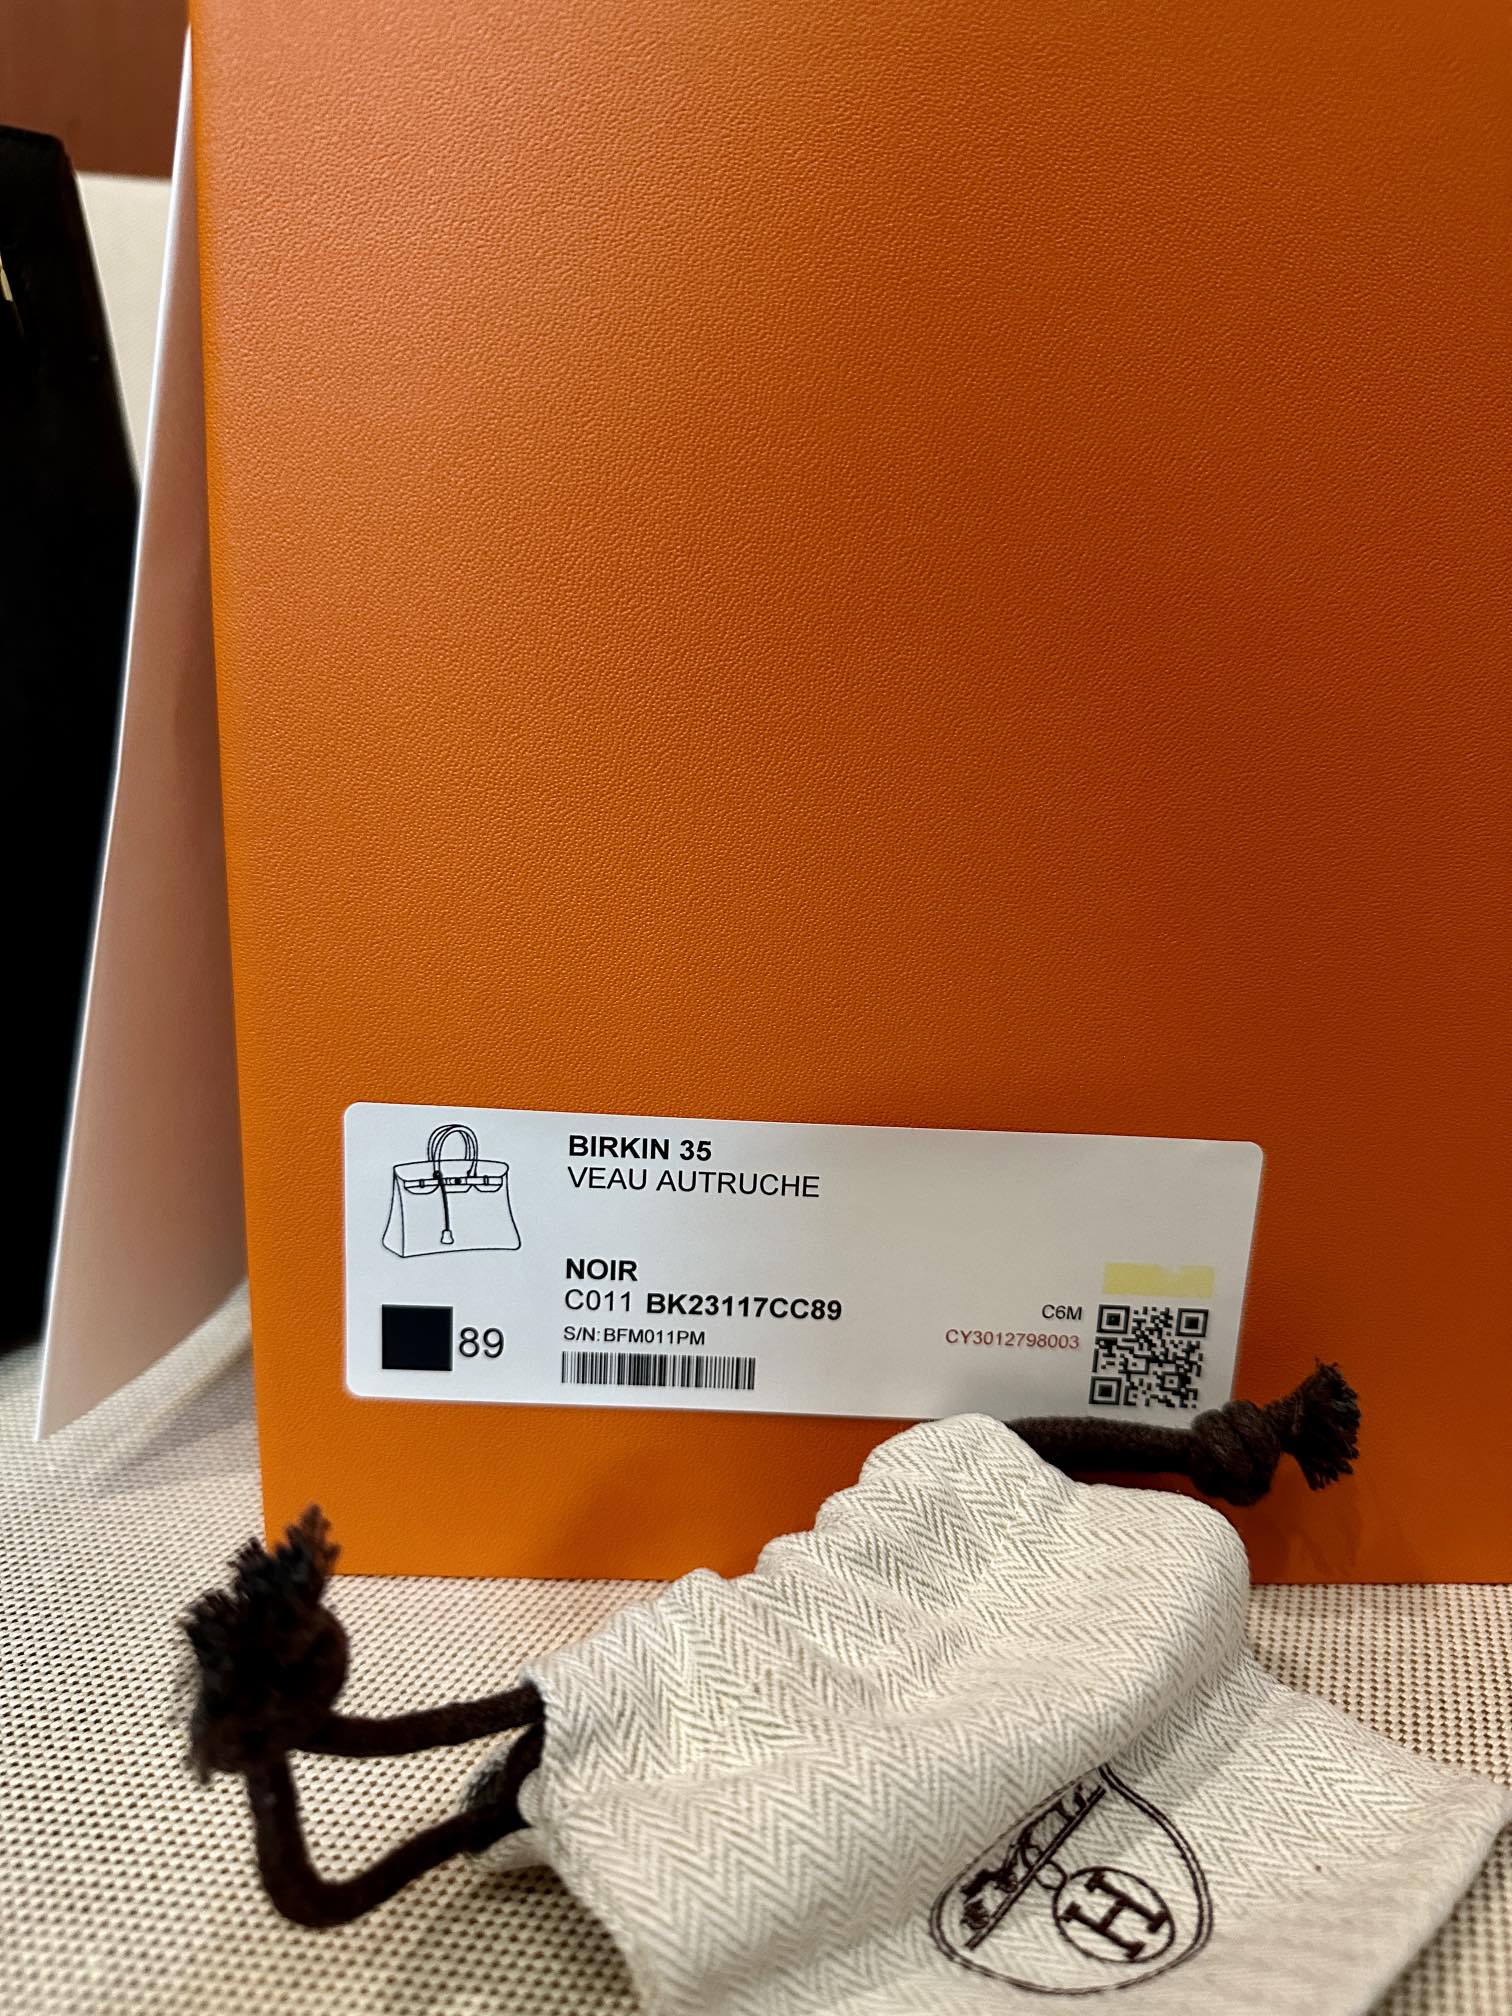 BIRKIN 35
VEAU AUTRUCHE
NOIR
C011 BK23117CC89
89
S/N:BFM011PM
C6M
CY3012798003
H